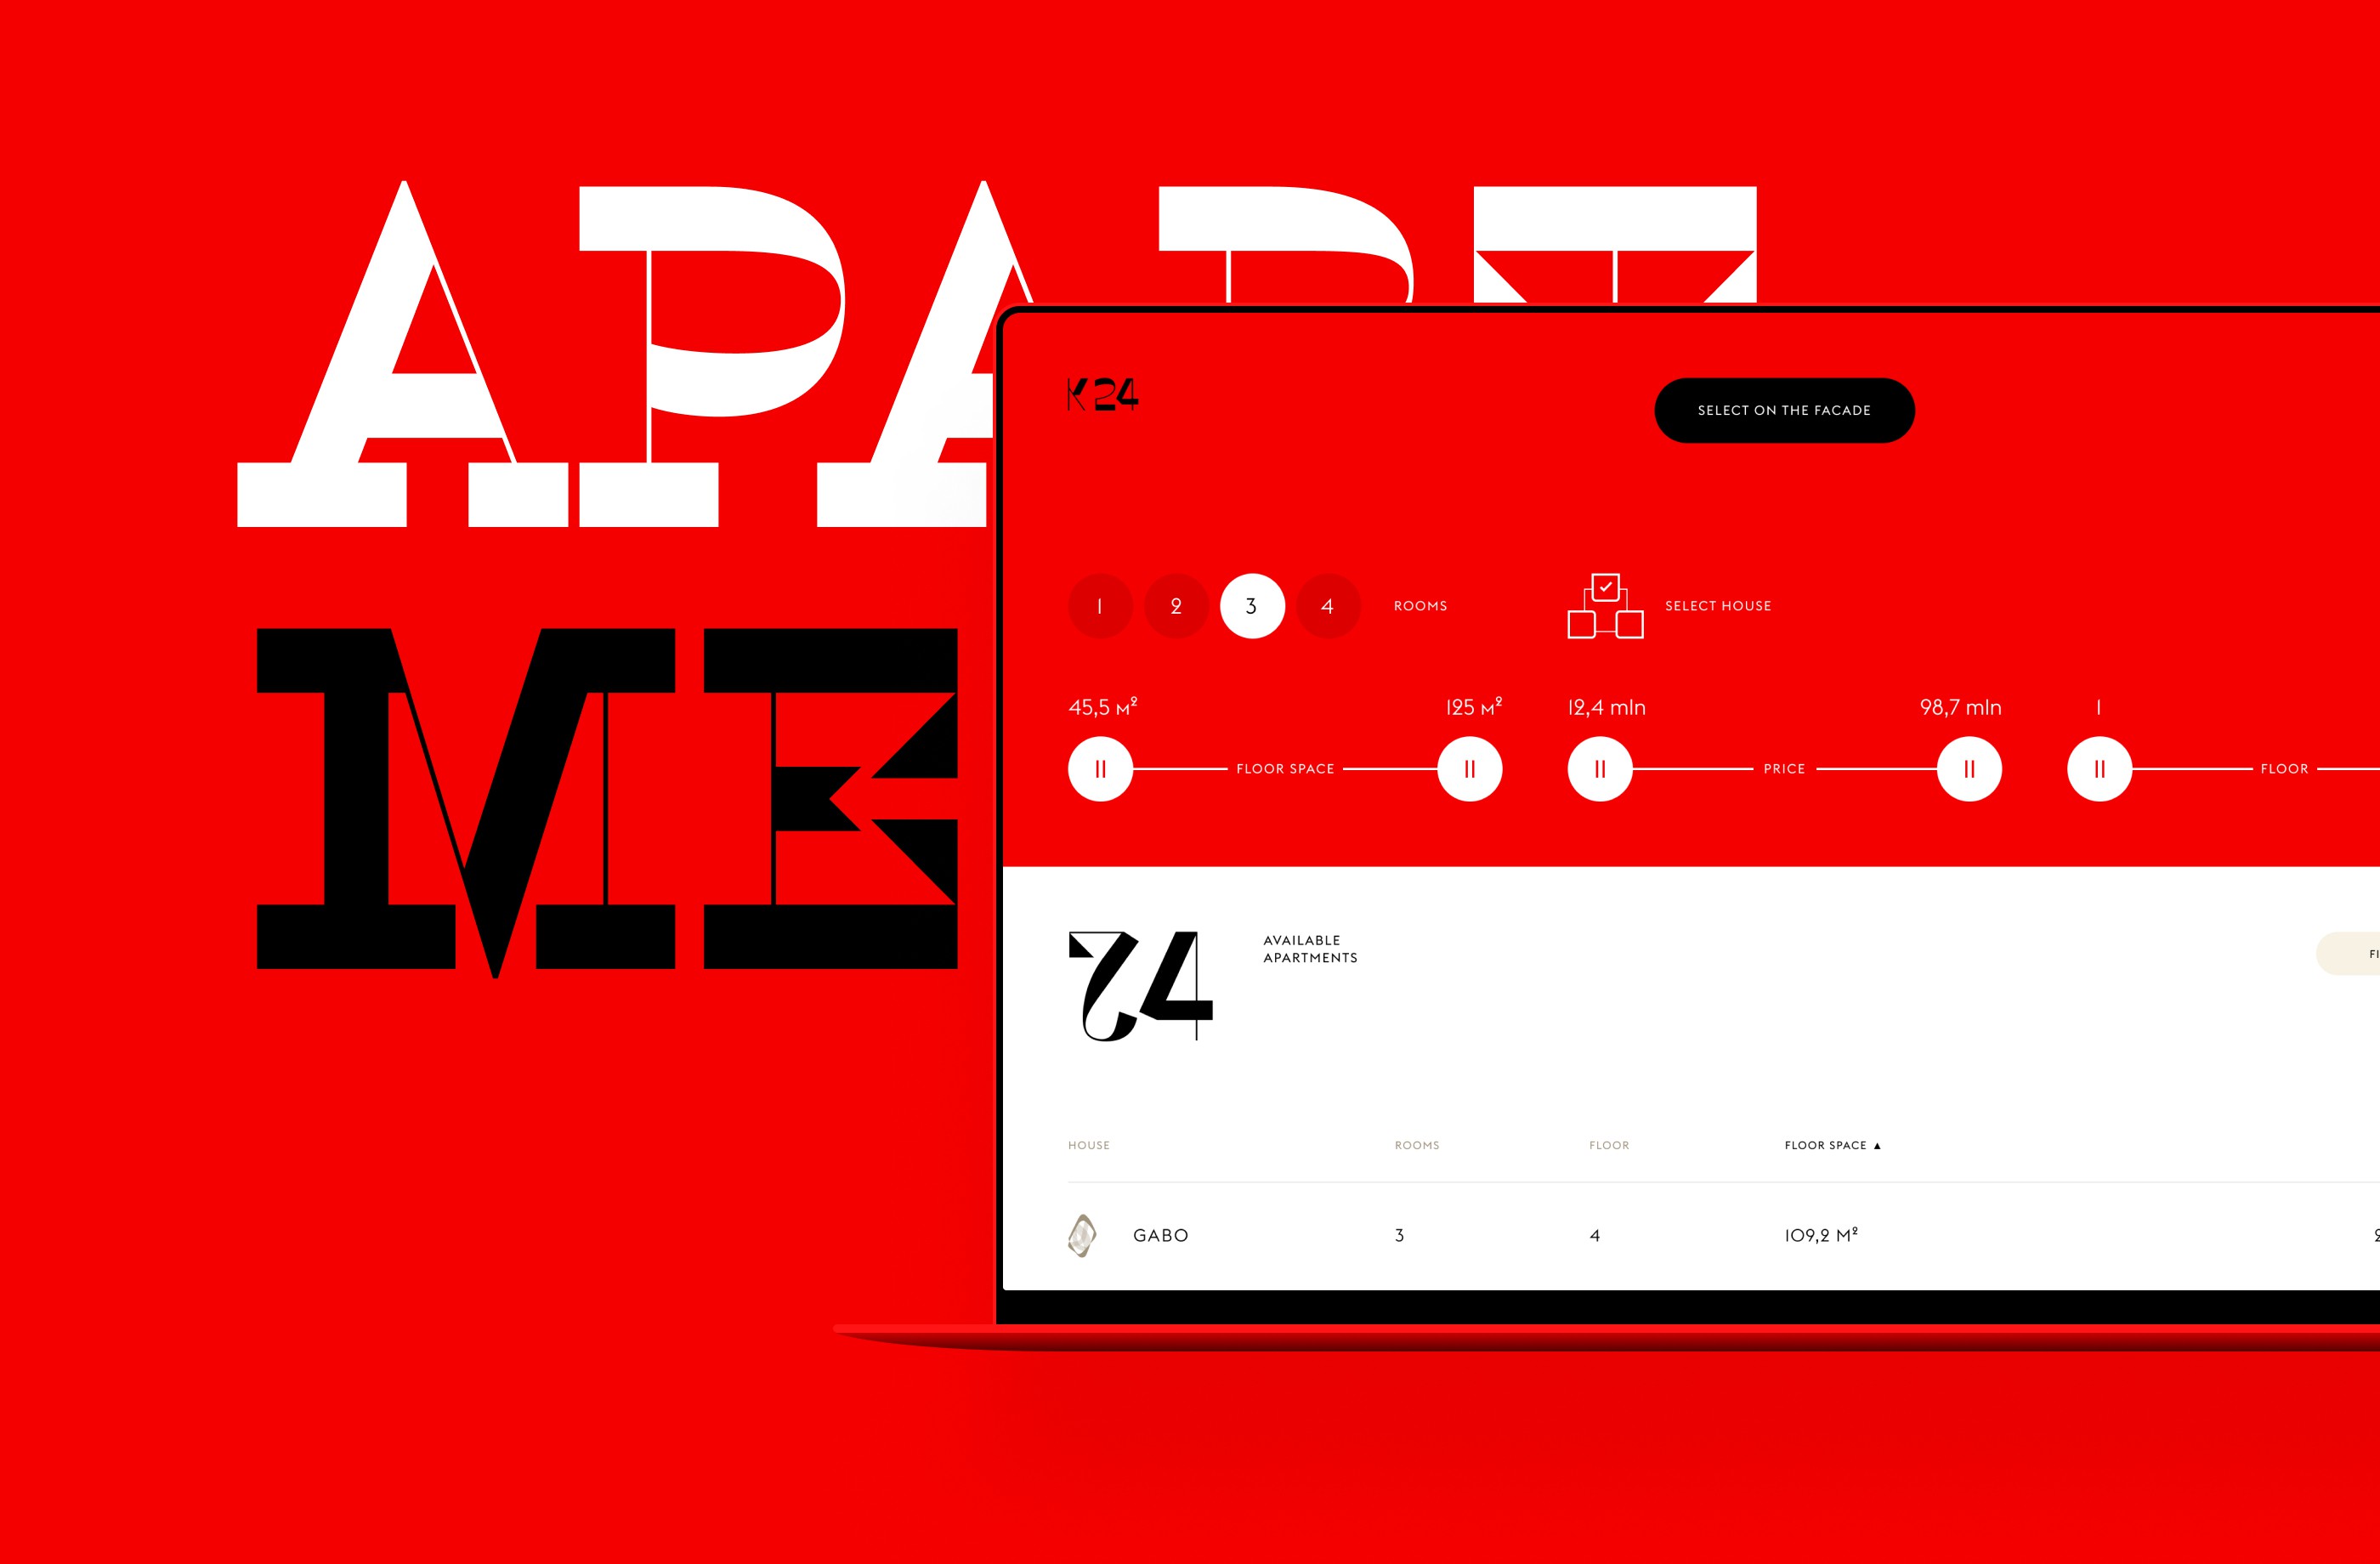 APART
ME
K24
SELECT ON THE FACADE
1 2 3 4 ROOMS
SELECT HOUSE
45,5 м² 125 м²
FLOOR SPACE
12,4 mln 98,7 mln
PRICE
1
FLOOR
74
AVAILABLE
APARTMENTS
FI
HOUSE ROOMS FLOOR FLOOR SPACE ▲
GABO 3 4 109,2 М²